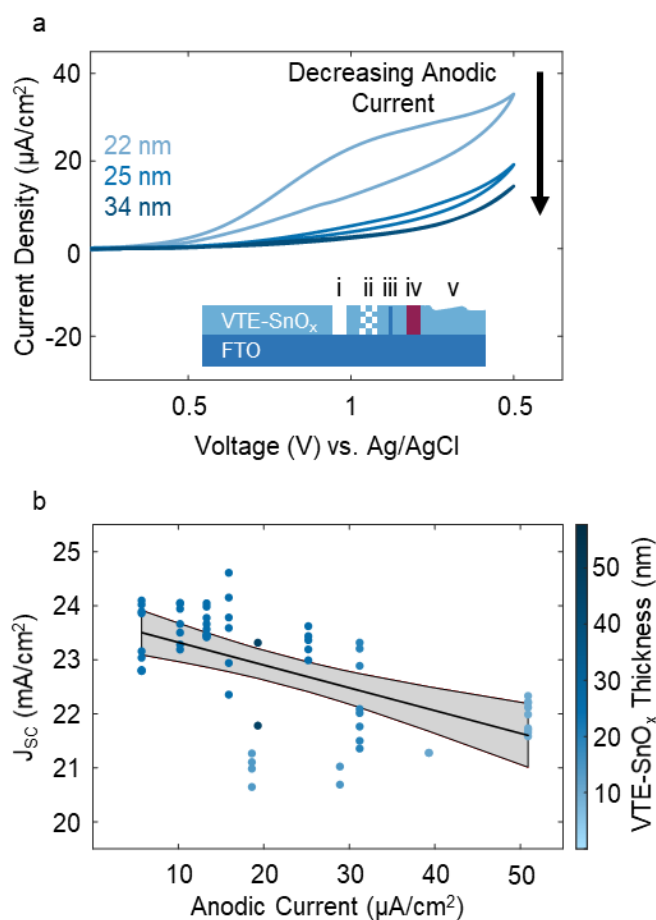 a
Decreasing Anodic
Current
22 nm
25 nm
34 nm
40
20
0
-20
Current Density (µA/cm²)
i ii iii iv v
VTE-SnOₓ
FTO
0.5 1 0.5
Voltage (V) vs. Ag/AgCl
b
25
24
23
22
21
20
J_SC (mA/cm²)
10 20 30 40 50
Anodic Current (µA/cm²)
50
40
30
20
10
VTE-SnOₓ Thickness (nm)